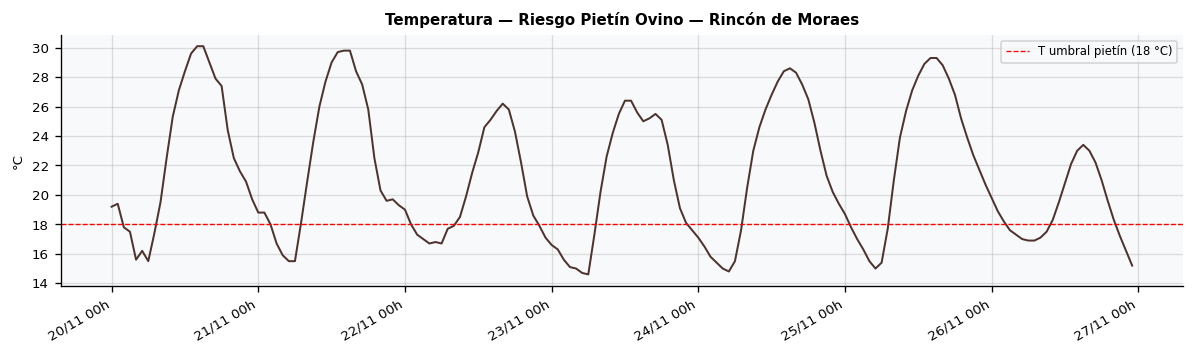 Temperatura — Riesgo Pietín Ovino — Rincón de Moraes
T umbral pietín (18 °C)
°C
30
28
26
24
22
20
18
16
14
20/11 00h
21/11 00h
22/11 00h
23/11 00h
24/11 00h
25/11 00h
26/11 00h
27/11 00h